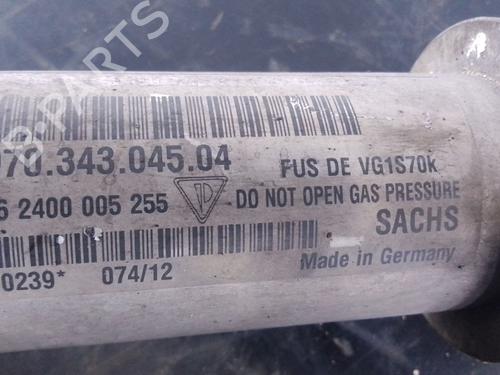 970.343.045.04
FUS DE VG1S70k
6 2400 005 255
DO NOT OPEN GAS PRESSURE
SACHS
0239* 074/12
Made in Germany
B-PARTS